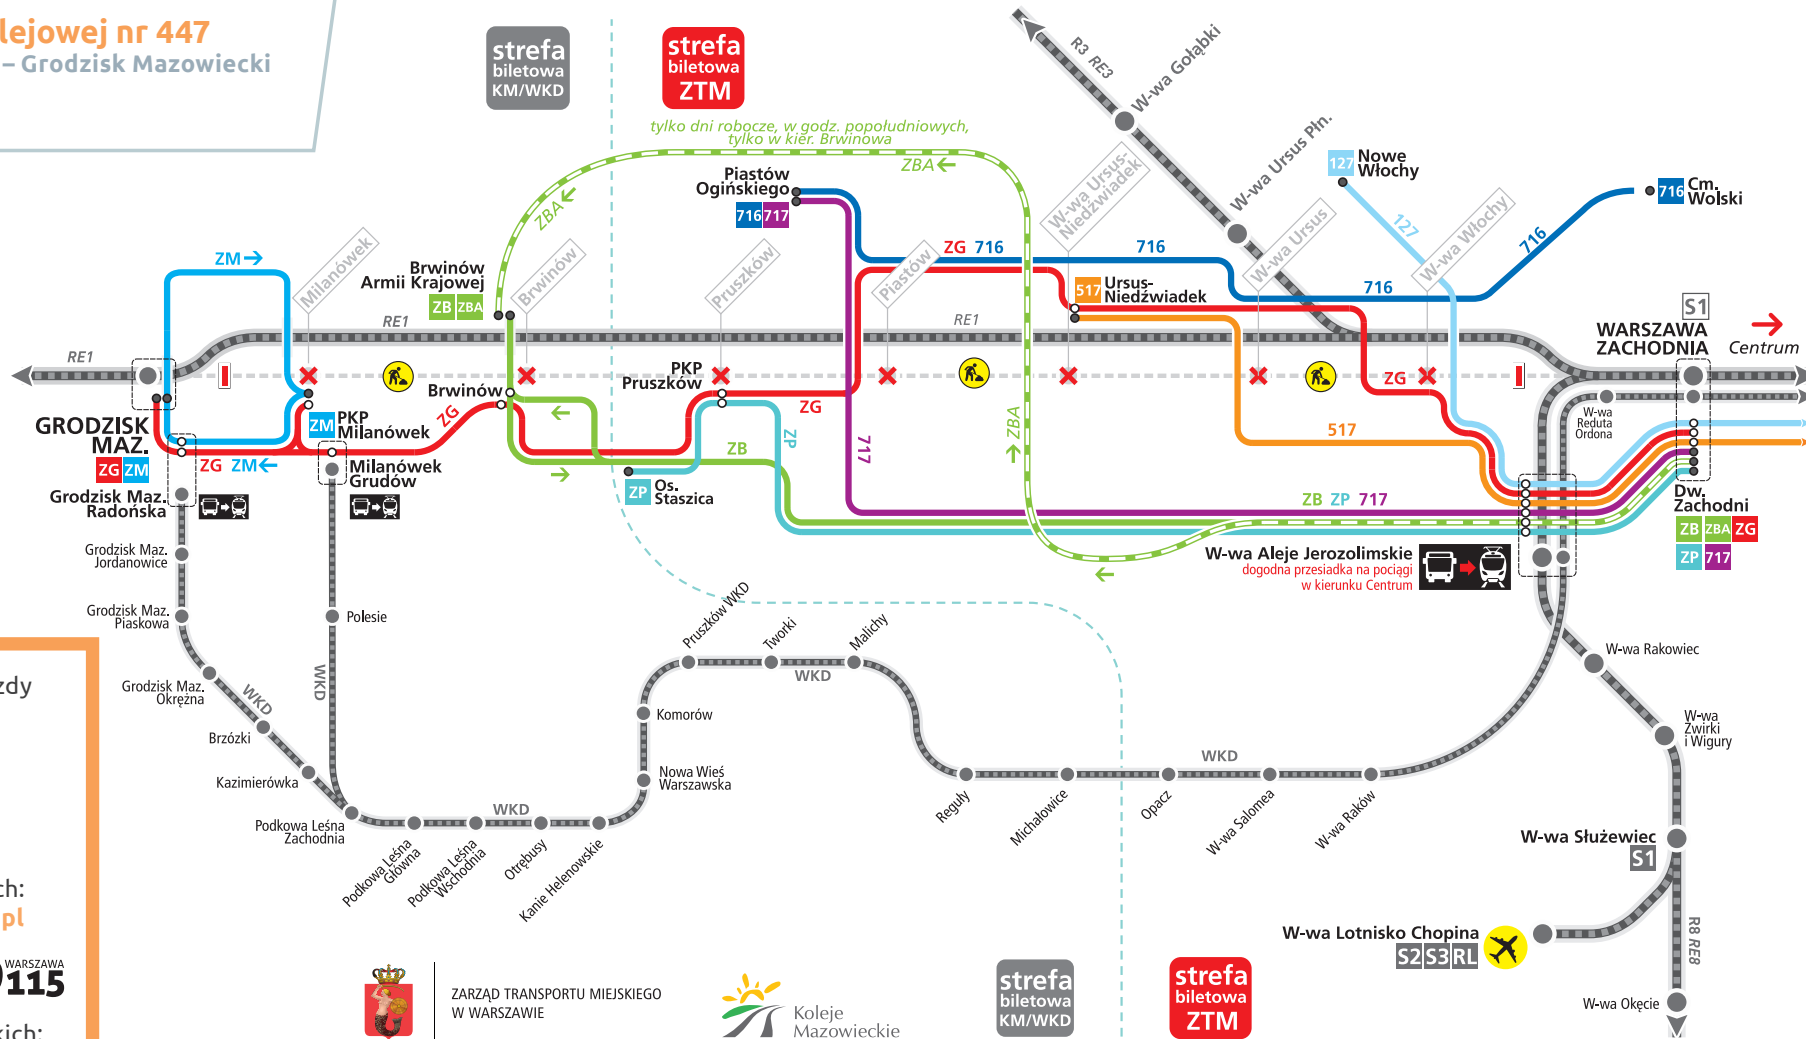 lejowej nr 447
– Grodzisk Mazowiecki
strefa
biletowa
KM/WKD
strefa
biletowa
ZTM
tylko dni robocze, w godz. popołudniowych,
tylko w kier. Brwinowa
ZBA
ZBA
R3 RE3
W-wa Gołąbki
W-wa Ursus Płn.
W-wa Ursus-
Niedźwiadek
W-wa Ursus
W-wa Włochy
127
Nowe
Włochy
127
716
Cm.
Wolski
716
Piastów
Ogińskiego
716 717
ZG 716
716
716
Piastów
Pruszków
Brwinów
Milanówek
ZM
Brwinów
Armii Krajowej
ZB ZBA
517
Ursus-
Niedźwiadek
RE1
RE1
RE1
S1
WARSZAWA
ZACHODNIA
Centrum
PKP
Pruszków
Brwinów
ZG
ZG
ZG
GRODZISK
MAZ.
ZG ZM
ZM
PKP
Milanówek
ZG ZM
Milanówek
Grudów
Grodzisk Maz.
Radońska
ZB
ZP
717
ZBA
517
ZP
Os.
Staszica
ZB ZP 717
W-wa
Reduta
Ordona
Dw.
Zachodni
ZB ZBA ZG
ZP 717
W-wa Aleje Jerozolimskie
dogodna przesiadka na pociągi
w kierunku Centrum
Grodzisk Maz.
Jordanowice
Grodzisk Maz.
Piaskowa
Grodzisk Maz.
Okrężna
WKD
Brzózki
Kazimierówka
Podkowa Leśna
Zachodnia
Polesie
WKD
WKD
Podkowa Leśna
Główna
Podkowa Leśna
Wschodnia
Otrębusy
Kanie Helenowskie
Nowa Wieś
Warszawska
Komorów
Pruszków WKD
Tworki
Malichy
WKD
Reguły
Michałowice
Opacz
WKD
W-wa Salomea
W-wa Raków
W-wa Rakowiec
W-wa
Żwirki
i Wigury
W-wa Służewiec
S1
W-wa Lotnisko Chopina
S2 S3 RL
R8 RE8
W-wa Okęcie
zdy
ch:
pl
WARSZAWA
115
kich:
ZARZĄD TRANSPORTU MIEJSKIEGO
W WARSZAWIE
Koleje
Mazowieckie
strefa
biletowa
KM/WKD
strefa
biletowa
ZTM